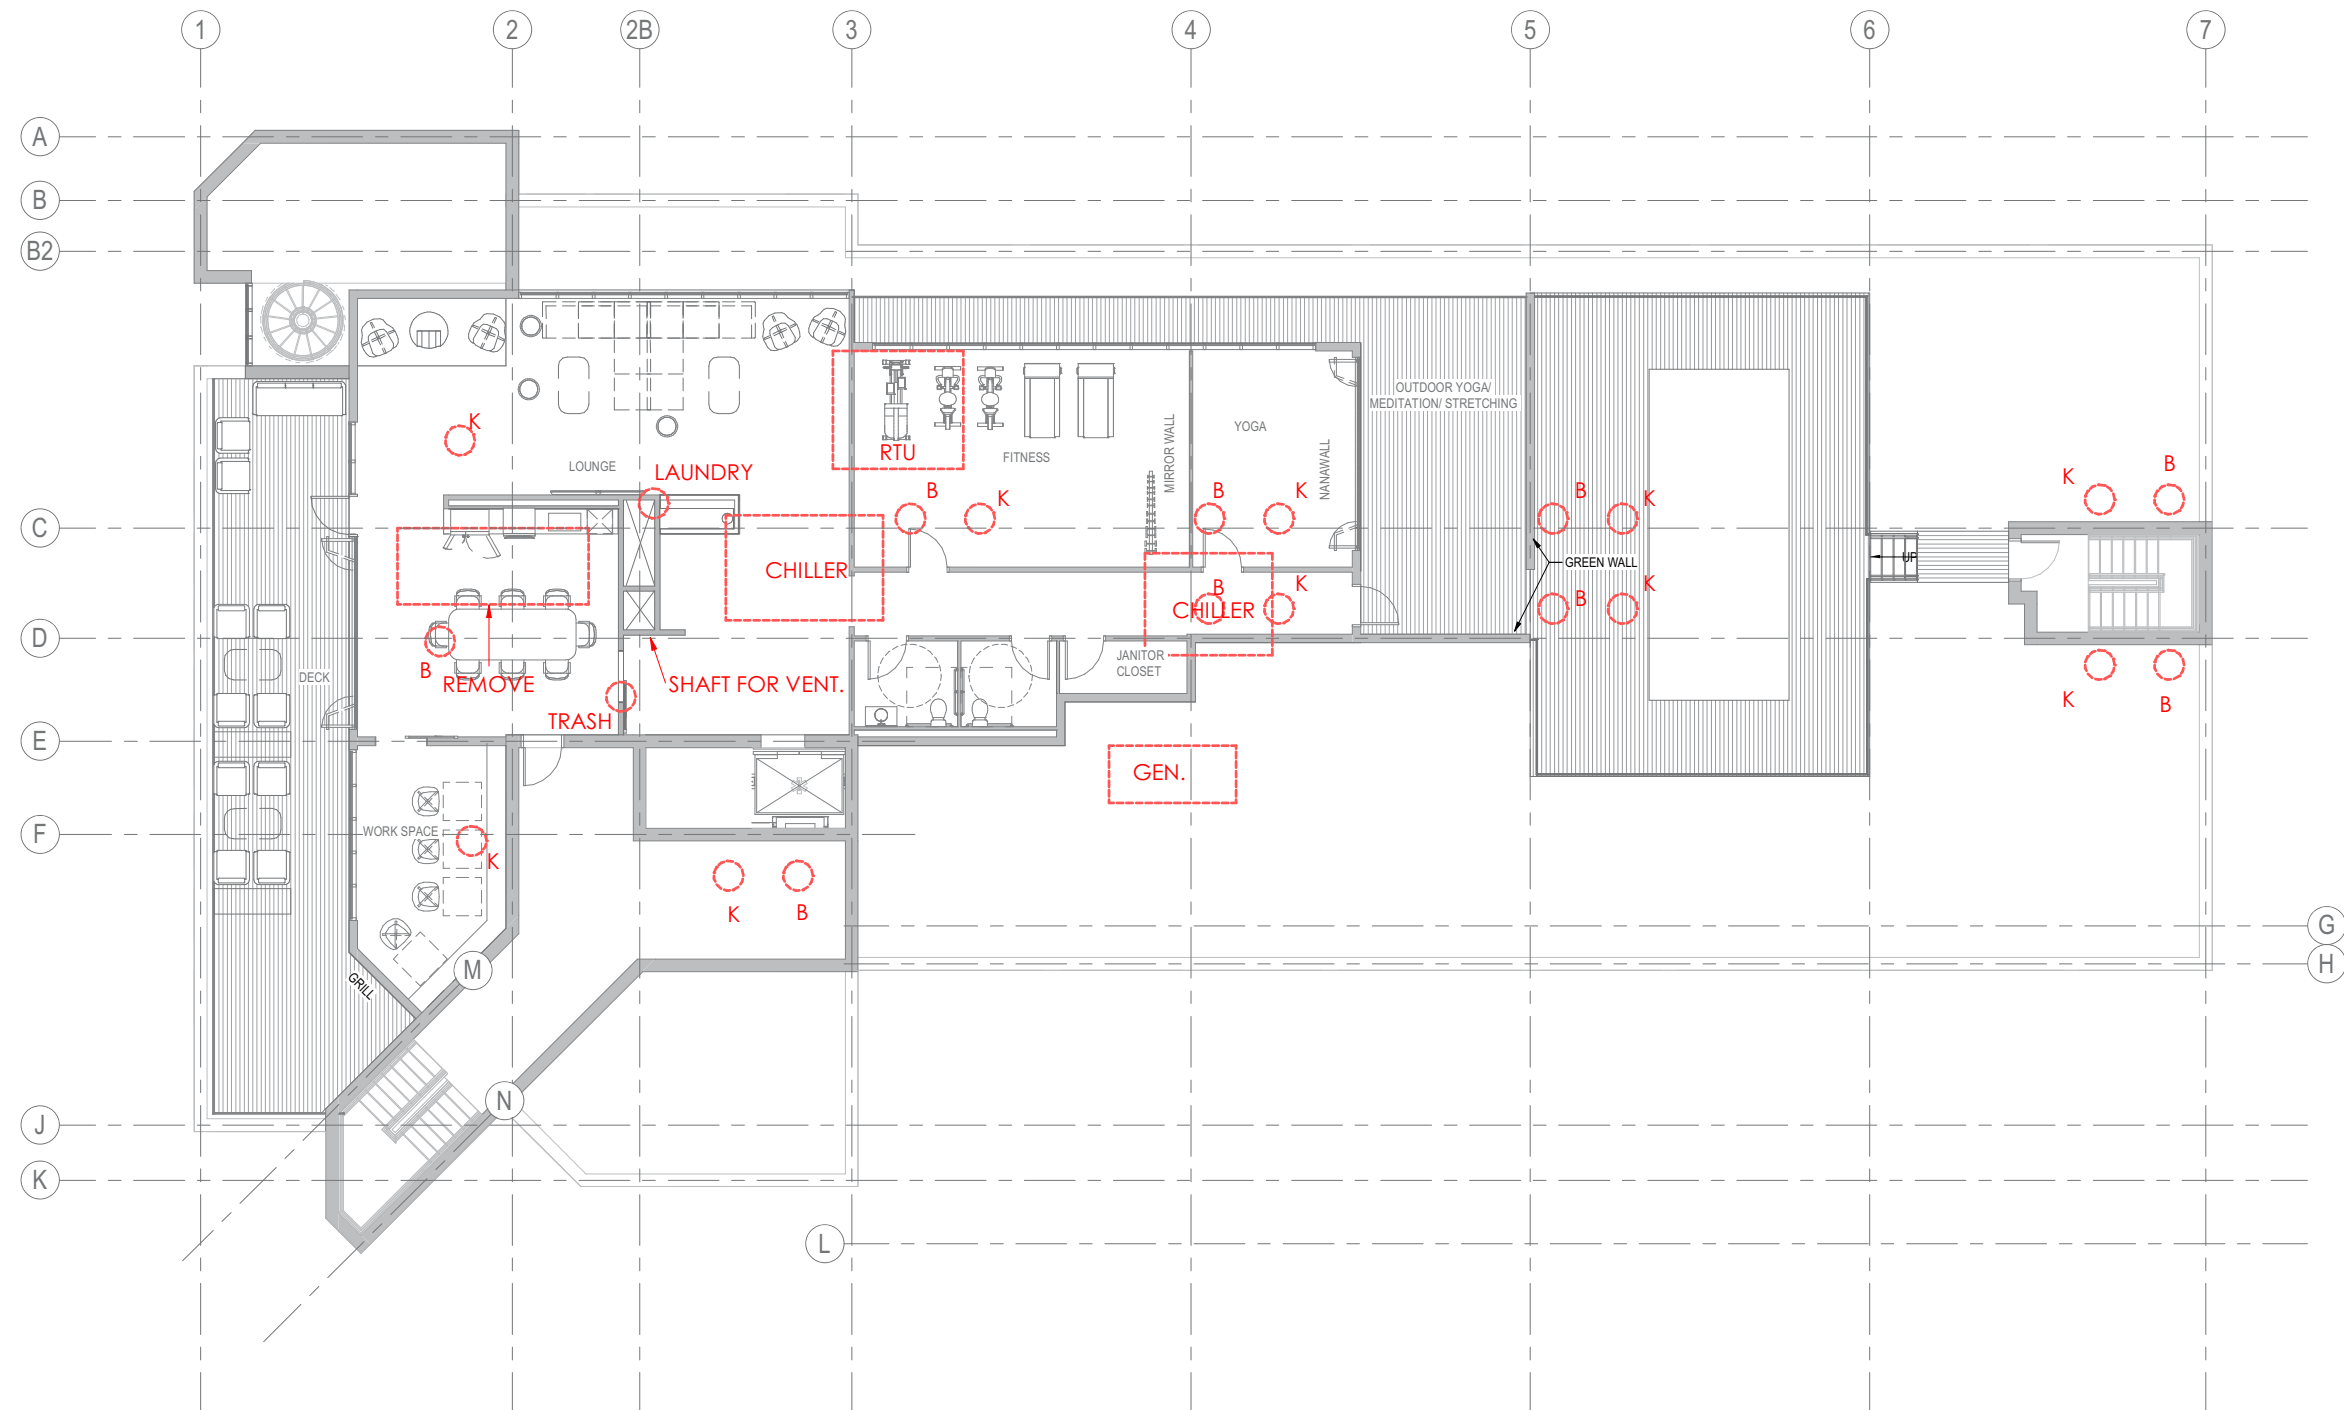 1
2
2B
3
4
5
6
7
A
B
B2
OUTDOOR YOGA/
MEDITATION/ STRETCHING
K
YOGA
MIRROR WALL
NANAWALL
RTU
FITNESS
LOUNGE
LAUNDRY
B
K
B
K
B
K
K
B
C
CHILLER
UP
GREEN WALL
B
K
CHILLER
B
K
D
JANITOR
CLOSET
DECK
B
REMOVE
SHAFT FOR VENT.
TRASH
K
B
E
GEN.
F
WORK SPACE
K
K
B
G
H
M
GRILL
N
J
K
L